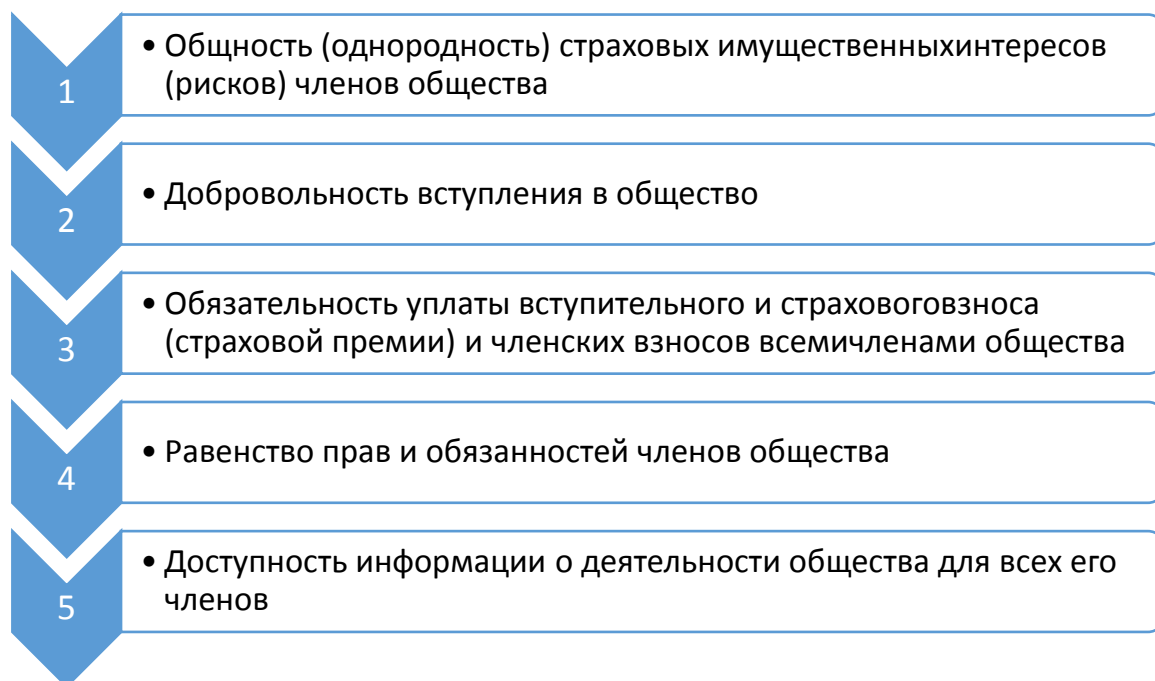 1
• Общность (однородность) страховых имущественныхинтересов
(рисков) членов общества
2
• Добровольность вступления в общество
3
• Обязательность уплаты вступительного и страховоговзноса
(страховой премии) и членских взносов всемичленами общества
4
• Равенство прав и обязанностей членов общества
5
• Доступность информации о деятельности общества для всех его
членов